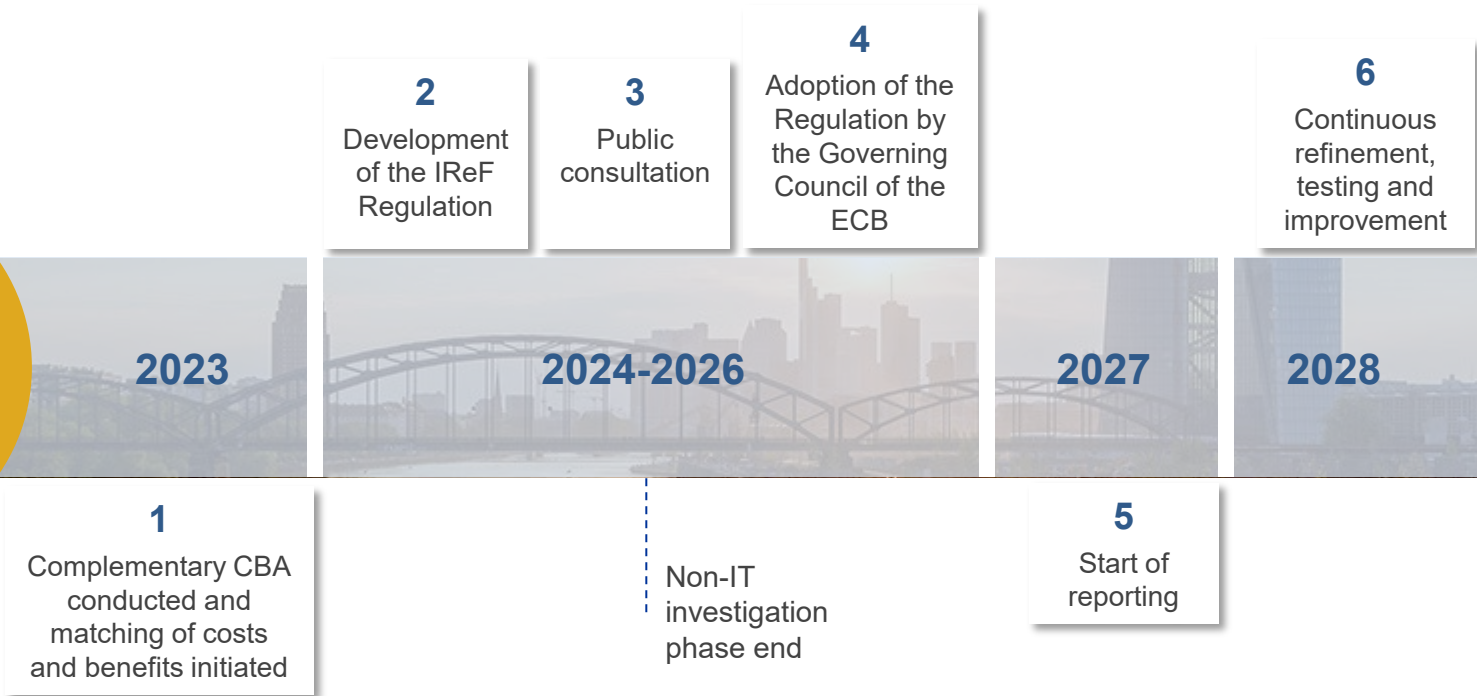 2
Development
of the IReF
Regulation
3
Public
consultation
4
Adoption of the
Regulation by
the Governing
Council of the
ECB
6
Continuous
refinement,
testing and
improvement
2023
2024-2026
2027
2028
1
Complementary CBA
conducted and
matching of costs
and benefits initiated
Non-IT
investigation
phase end
5
Start of
reporting